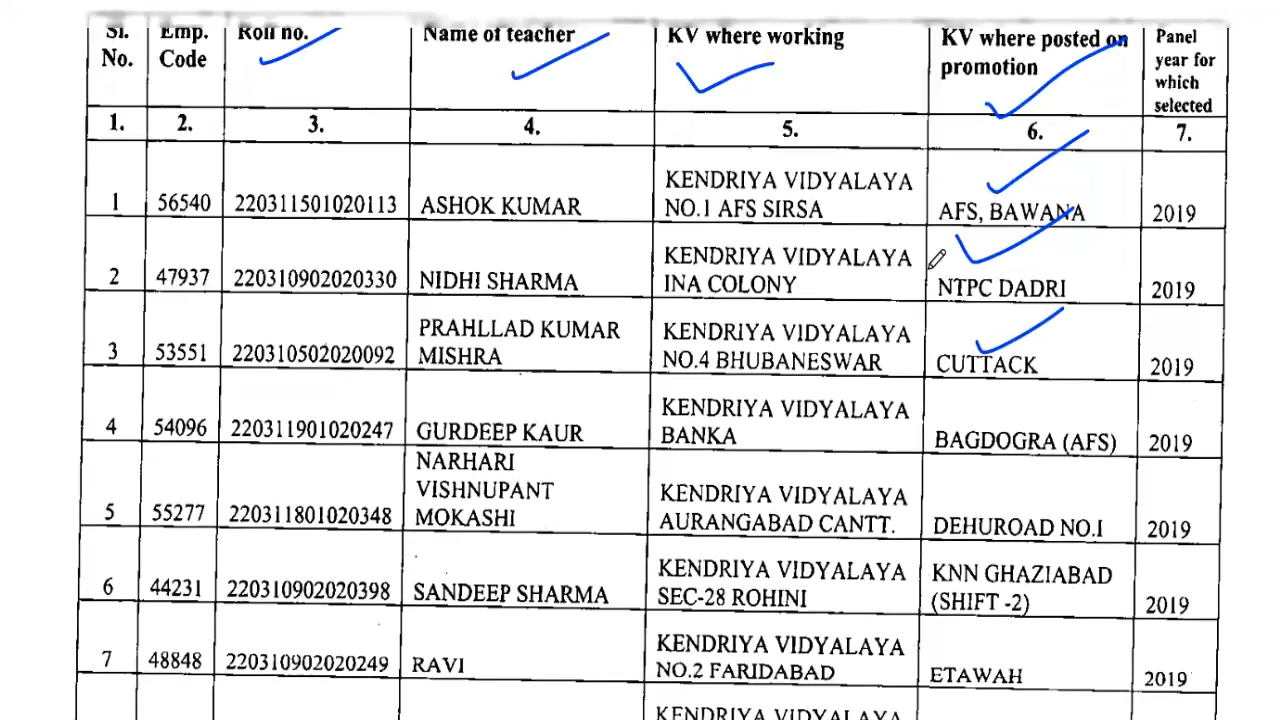 Sl. No.
Emp. Code
Roll no.
Name of teacher
KV where working
KV where posted on promotion
Panel year for which selected
1. 2. 3. 4. 5. 6. 7.
1 56540 220311501020113 ASHOK KUMAR KENDRIYA VIDYALAYA NO.1 AFS SIRSA AFS, BAWANA 2019
2 47937 220310902020330 NIDHI SHARMA KENDRIYA VIDYALAYA INA COLONY NTPC DADRI 2019
3 53551 220310502020092 PRAHLLAD KUMAR MISHRA KENDRIYA VIDYALAYA NO.4 BHUBANESWAR CUTTACK 2019
4 54096 220311901020247 GURDEEP KAUR KENDRIYA VIDYALAYA BANKA BAGDOGRA (AFS) 2019
5 55277 220311801020348 NARHARI VISHNUPANT MOKASHI KENDRIYA VIDYALAYA AURANGABAD CANTT. DEHUROAD NO.I 2019
6 44231 220310902020398 SANDEEP SHARMA KENDRIYA VIDYALAYA SEC-28 ROHINI KNN GHAZIABAD (SHIFT -2) 2019
7 48848 220310902020249 RAVI KENDRIYA VIDYALAYA NO.2 FARIDABAD ETAWAH 2019
KENDRIYA VIDYALAYA